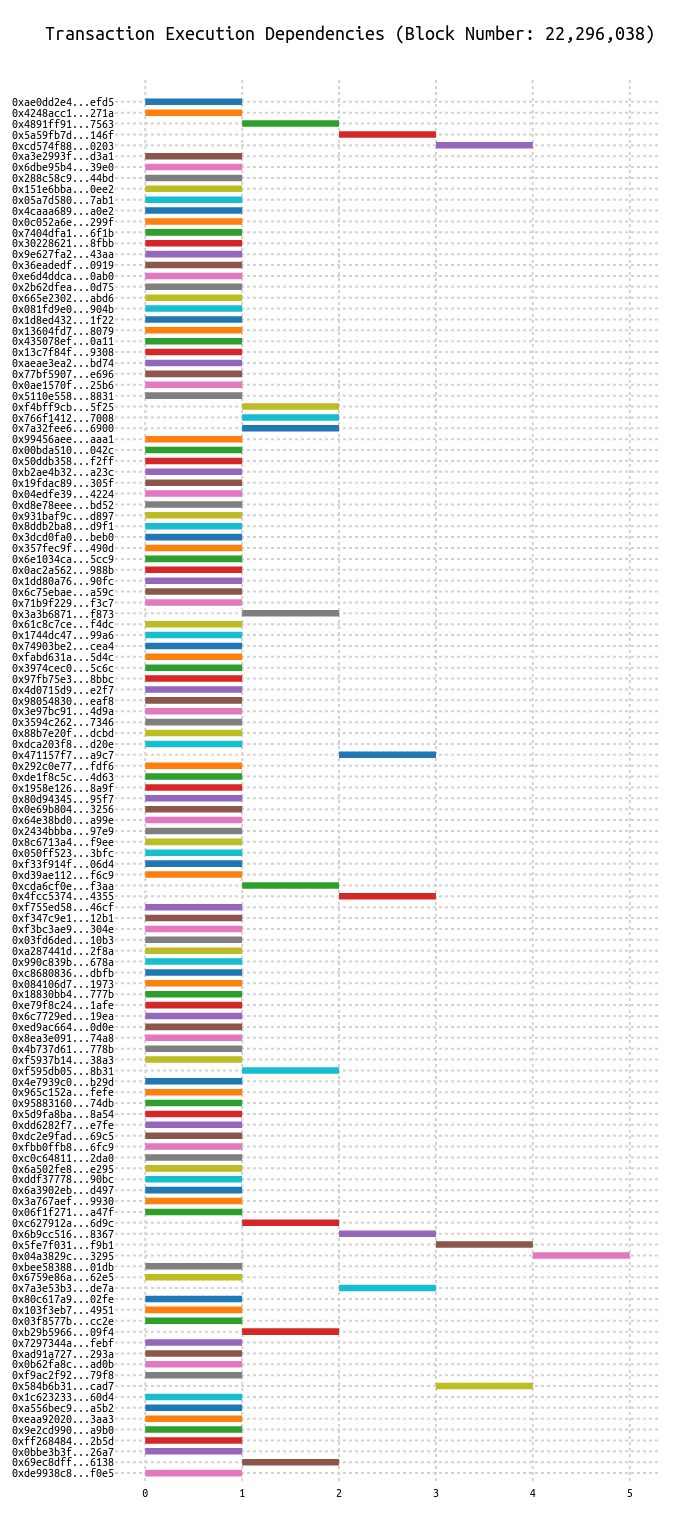 Transaction Execution Dependencies (Block Number: 22,296,038)
0xae0dd2e4...efd5
0x4248acc1...271a
0x4891ff91...7563
0x5a59fb7d...146f
0xcd574f88...0203
0xa3e2993f...d3a1
0x6dbe95b4...39e0
0x288c58c9...44bd
0x151e6bba...0ee2
0x05a7d580...7ab1
0x4caaa689...a0e2
0x0c052a6e...299f
0x7404dfa1...6f1b
0x30228621...8fbb
0x9e627fa2...43aa
0x36eadedf...0919
0xe6d4ddca...0ab0
0x2b62dfea...0d75
0x665e2302...abd6
0x081fd9e0...904b
0x1d8ed432...1f22
0x13604fd7...8079
0x435078ef...0a11
0x13c7f84f...9308
0xaeae3ea2...bd74
0x77bf5907...e696
0x0ae1570f...25b6
0x5110e558...8831
0xf4bff9cb...5f25
0x766f1412...7008
0x7a32fee6...6900
0x99456aee...aaa1
0x00bda510...042c
0x50ddb358...f2ff
0xb2ae4b32...a23c
0x19fdac89...305f
0x04edfe39...4224
0xd8e78eee...bd52
0x931baf9c...d897
0x8ddb2ba8...d9f1
0x3dcd0fa0...beb0
0x357fec9f...490d
0x6e1034ca...5cc9
0x0ac2a562...988b
0x1dd80a76...90fc
0x6c75ebae...a59c
0x71b9f229...f3c7
0x3a3b6871...f873
0x61c8c7ce...f4dc
0x1744dc47...99a6
0x74903be2...cea4
0xfabd631a...5d4c
0x3974cec0...5c6c
0x97fb75e3...8bbc
0x4d0715d9...e2f7
0x98054830...eaf8
0x3e97bc91...4d9a
0x3594c262...7346
0x88b7e20f...dcbd
0xdca203f8...d20e
0x471157f7...a9c7
0x292c0e77...fdf6
0xde1f8c5c...4d63
0x1958e126...8a9f
0x80d94345...95f7
0x0e69b804...3256
0x64e38bd0...a99e
0x2434bbba...97e9
0x8c6713a4...f9ee
0x050ff523...3bfc
0xf33f914f...06d4
0xd39ae112...f6c9
0xcda6cf0e...f3aa
0x4fcc5374...4355
0xf755ed58...46cf
0xf347c9e1...12b1
0xf3bc3ae9...304e
0x03fd6ded...10b3
0xa287441d...2f8a
0x990c839b...678a
0xc8680836...dbfb
0x084106d7...1973
0x18830bb4...777b
0xe79f8c24...1afe
0x6c7729ed...19ea
0xed9ac664...0d0e
0x8ea3e091...74a8
0x4b737d61...778b
0xf5937b14...38a3
0xf595db05...8b31
0x4e7939c0...b29d
0x965c152a...fefe
0x95883160...74db
0x5d9fa8ba...8a54
0xdd6282f7...e7fe
0xdc2e9fad...69c5
0xfbb0ffb8...6fc9
0xc0c64811...2da0
0x6a502fe8...e295
0xddf37778...90bc
0x6a3902eb...d497
0x3a767aef...9930
0x06f1f271...a47f
0xc627912a...6d9c
0x6b9cc516...8367
0x5fe7f031...f9b1
0x04a3829c...3295
0xbee58388...01db
0x6759e86a...62e5
0x7a3e53b3...de7a
0x80c617a9...02fe
0x103f3eb7...4951
0x03f8577b...cc2e
0xb29b5966...09f4
0x7297344a...febf
0xad91a727...293a
0x0b62fa8c...ad0b
0xf9ac2f92...79f8
0x584b6b31...cad7
0x1c623233...60d4
0xa556bec9...a5b2
0xeaa92020...3aa3
0x9e2cd990...a9b0
0xff268484...2b5d
0x0bbe3b3f...26a7
0x69ec8dff...6138
0xde9938c8...f0e5
0 1 2 3 4 5